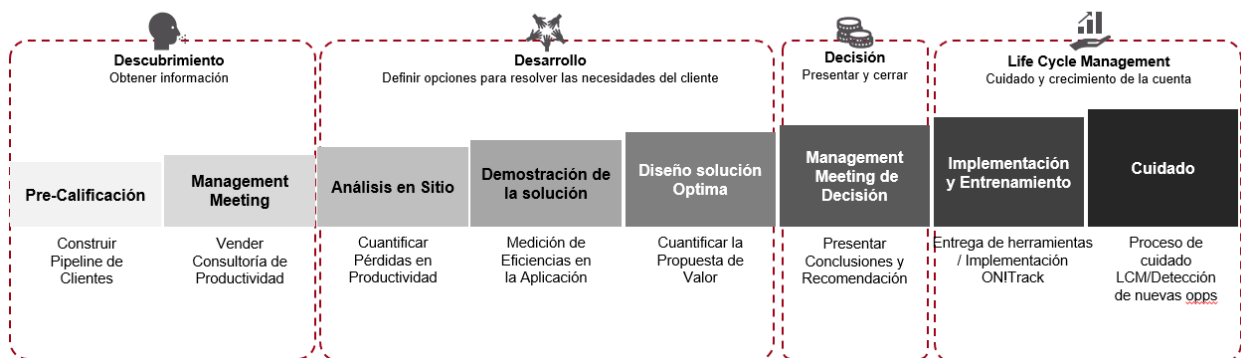 Descubrimiento
Obtener información
Desarrollo
Definir opciones para resolver las necesidades del cliente
Decisión
Presentar y cerrar
Life Cycle Management
Cuidado y crecimiento de la cuenta
Pre-Calificación
Management
Meeting
Análisis en Sitio
Demostración de
la solución
Diseño solución
Optima
Management
Meeting de
Decisión
Implementación
y Entrenamiento
Cuidado
Construir
Pipeline de
Clientes
Vender
Consultoría de
Productividad
Cuantificar
Pérdidas en
Productividad
Medición de
Eficiencias en
la Aplicación
Cuantificar la
Propuesta de
Valor
Presentar
Conclusiones y
Recomendación
Entrega de herramientas
/ Implementación
ON!Track
Proceso de
cuidado
LCM/Detección
de nuevas opps